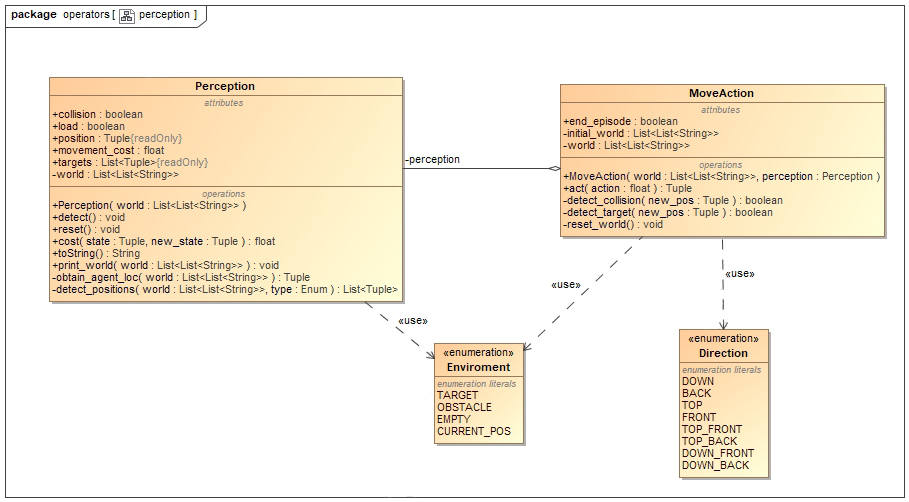 package operators [ perception ]
Perception
attributes
+collision : boolean
+load : boolean
+position : Tuple{readOnly}
+movement_cost : float
+targets : List<Tuple>{readOnly}
-world : List<List<String>>
operations
+Perception( world : List<List<String>> )
+detect() : void
+reset() : void
+cost( state : Tuple, new_state : Tuple ) : float
+toString() : String
+print_world( world : List<List<String>> ) : void
-obtain_agent_loc( world : List<List<String>> ) : Tuple
-detect_positions( world : List<List<String>>, type : Enum ) : List<Tuple>
-perception
MoveAction
attributes
+end_episode : boolean
-initial_world : List<List<String>>
-world : List<List<String>>
operations
+MoveAction( world : List<List<String>>, perception : Perception )
+act( action : float ) : Tuple
-detect_collision( new_pos : Tuple ) : boolean
-detect_target( new_pos : Tuple ) : boolean
-reset_world() : void
«use»
«use»
«use»
«enumeration»
Enviroment
enumeration literals
TARGET
OBSTACLE
EMPTY
CURRENT_POS
«enumeration»
Direction
enumeration literals
DOWN
BACK
TOP
FRONT
TOP_FRONT
TOP_BACK
DOWN_FRONT
DOWN_BACK